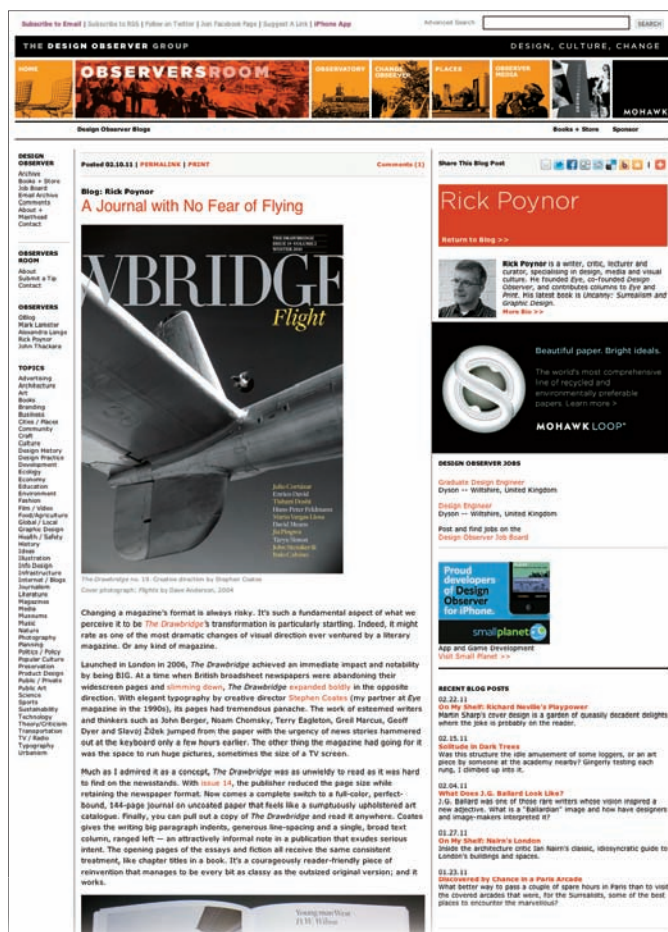 Subscribe to Email | Subscribe to RSS | Follow on Twitter | Join Facebook Page | Suggest A Link | iPhone App
Advanced Search
SEARCH
THE DESIGN OBSERVER GROUP
DESIGN, CULTURE, CHANGE
HOME
OBSERVERSROOM
OBSERVATORY
CHANGE OBSERVER
PLACES
OBSERVER MEDIA
MOHAWK
Design Observer Blogs
Books + Store
Sponsor
DESIGN
OBSERVER
Archive
Books + Store
Job Board
Email Archive
Comments
About +
Masthead
Contact
OBSERVERS
ROOM
About
Submit a Tip
Contact
OBSERVERS
OBlog
Mark Lamster
Alexandra Lange
Rick Poynor
John Thackara
TOPICS
Advertising
Architecture
Art
Books
Branding
Business
Cities / Places
Community
Craft
Culture
Design History
Design Practice
Development
Ecology
Economy
Education
Environment
Fashion
Film / Video
Food/Agriculture
Global / Local
Graphic Design
Health / Safety
History
Ideas
Illustration
Info Design
Infrastructure
Internet / Blogs
Journalism
Literature
Magazines
Media
Museums
Music
Nature
Photography
Planning
Politics / Policy
Popular Culture
Preservation
Product Design
Public / Private
Public Art
Science
Sports
Sustainability
Technology
Theory/Criticism
Transportation
TV / Radio
Typography
Urbanism
Posted 02.10.11 | PERMALINK | PRINT
Comments (1)
Blog: Rick Poynor
A Journal with No Fear of Flying
THE DRAWBRIDGE
WBRIDGE
Flight
Julio Cortázar
Enrico David
Tishani Doshi
Hans-Peter Feldmann
Mario Vargas Llosa
David Shrigley
Taryn Simon
Italo Calvino
The Drawbridge no. 19. Creative direction by Stephen Coates
Cover photograph: Flights by Dave Anderson, 2004
Changing a magazine's format is always risky. It's such a fundamental aspect of what we
perceive it to be The Drawbridge's transformation is particularly startling. Indeed, it might
rate as one of the most dramatic changes of visual direction ever ventured by a literary
magazine. Or any kind of magazine.
Launched in London in 2006, The Drawbridge achieved an immediate impact and notability
by being BIG. At a time when British broadsheet newspapers were abandoning their
widescreen pages and slimming down, The Drawbridge expanded boldly in the opposite
direction. With elegant typography by creative director Stephen Coates (my partner at Eye
magazine in the 1990s), its pages had tremendous panache. The work of esteemed writers
and thinkers such as John Berger, Noam Chomsky, Terry Eagleton, Greil Marcus, Geoff
Dyer and Slavoj Žižek jumped from the paper with the urgency of news stories hammered
out at the keyboard only a few hours earlier. The other thing the magazine had going for it
was the space to run huge pictures, sometimes the size of a TV screen.
Much as I admired it as a concept, The Drawbridge was as unwieldy to read as it was hard
to find on the newsstands. With issue 14, the publisher reduced the page size while
retaining the newspaper format. Now comes a complete switch to a full-color, perfect-
bound, 144-page journal on uncoated paper that feels like a sumptuously upholstered art
catalogue. Finally, you can pull out a copy of The Drawbridge and read it anywhere. Coates
gives the writing big paragraph indents, generous line-spacing and a single, broad text
column, ranged left — an attractively informal note in a publication that exudes serious
intent. The opening pages of the essays and fiction all receive the same consistent
treatment, like chapter titles in a book. It's a courageously reader-friendly piece of
reinvention that manages to be every bit as classy as the outsized original version; and it
works.
Young man West
Share This Blog Post
Rick Poynor
Return to Blog >>
Rick Poynor is a writer, critic, lecturer and
curator, specialising in design, media and visual
culture. He founded Eye, co-founded Design
Observer, and contributes columns to Eye and
Print. His latest book is Uncanny: Surrealism and
Graphic Design.
More Bio >>
Beautiful paper. Bright ideas.
The world's most comprehensive
line of recycled and
environmentally preferable
papers. Learn more >
MOHAWK LOOP
DESIGN OBSERVER JOBS
Graduate Design Engineer
Dyson -- Wiltshire, United Kingdom
Design Engineer
Dyson -- Wiltshire, United Kingdom
Post and find jobs on the
Design Observer Job Board
Proud
developers
of Design
Observer
for iPhone.
smallplanet
App and Game Development
Visit Small Planet >>
RECENT BLOG POSTS
02.22.11
On My Shelf: Richard Neville's Playpower
Martin Sharp's cover design is a garden of queasily decadent delights
where the joke is probably on the reader.
02.15.11
Solitude in Dark Trees
Was this structure the idle amusement of some loggers, or an art
piece by someone at the academy nearby? Gingerly testing each
rung, I climbed up into it.
02.04.11
What Does J.G. Ballard Look Like?
J.G. Ballard was one of those rare writers whose vision inspired a
new adjective. What is a "Ballardian" image and how have designers
and image-makers interpreted it?
01.27.11
On My Shelf: Nairn's London
Inside the architecture critic Ian Nairn's classic, idiosyncratic guide to
London's buildings and spaces.
01.23.11
Discovered by Chance in a Paris Arcade
What better way to pass a couple of spare hours in Paris than to visit
the covered arcades that were, for the Surrealists, some of the best
places to encounter the marvellous?